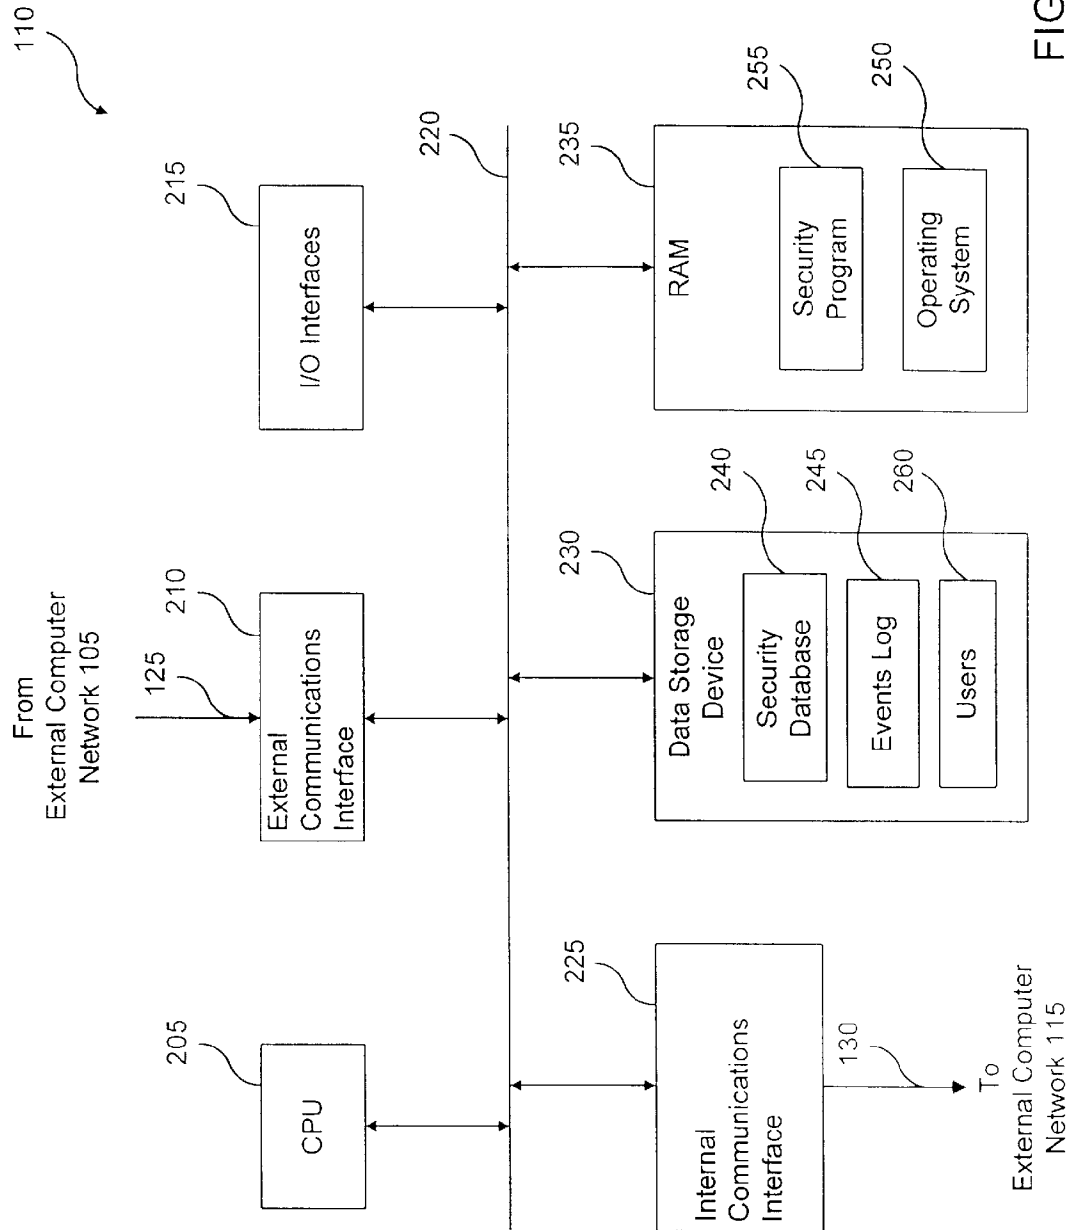 110
From
External Computer
Network 105
125
205
CPU
210
External
Communications
Interface
215
I/O Interfaces
220
225
Internal
Communications
Interface
130
To
External Computer
Network 115
230
Data Storage
Device
240
Security
Database
245
Events Log
260
Users
235
RAM
255
Security
Program
250
Operating
System
FIG